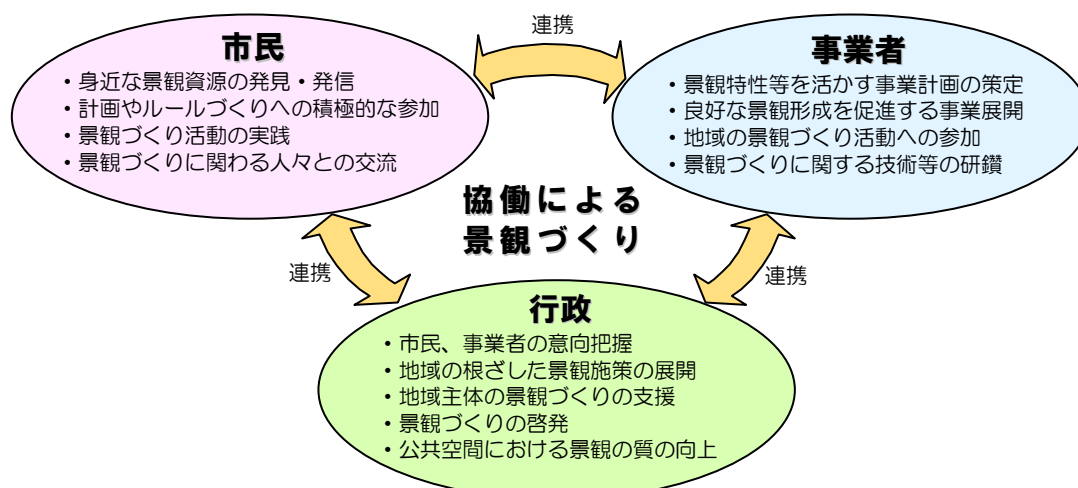 連携
市民
・身近な景観資源の発見・発信
・計画やルールづくりへの積極的な参加
・景観づくり活動の実践
・景観づくりに関わる人々との交流
事業者
・景観特性等を活かす事業計画の策定
・良好な景観形成を促進する事業展開
・地域の景観づくり活動への参加
・景観づくりに関する技術等の研鑽
協働による
景観づくり
連携
連携
行政
・市民、事業者の意向把握
・地域の根ざした景観施策の展開
・地域主体の景観づくりの支援
・景観づくりの啓発
・公共空間における景観の質の向上